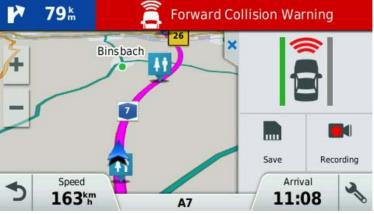 79 km
Forward Collision Warning
26
Binsbach
7
Save
Recording
Speed
163 km/h
A7
Arrival
11:08